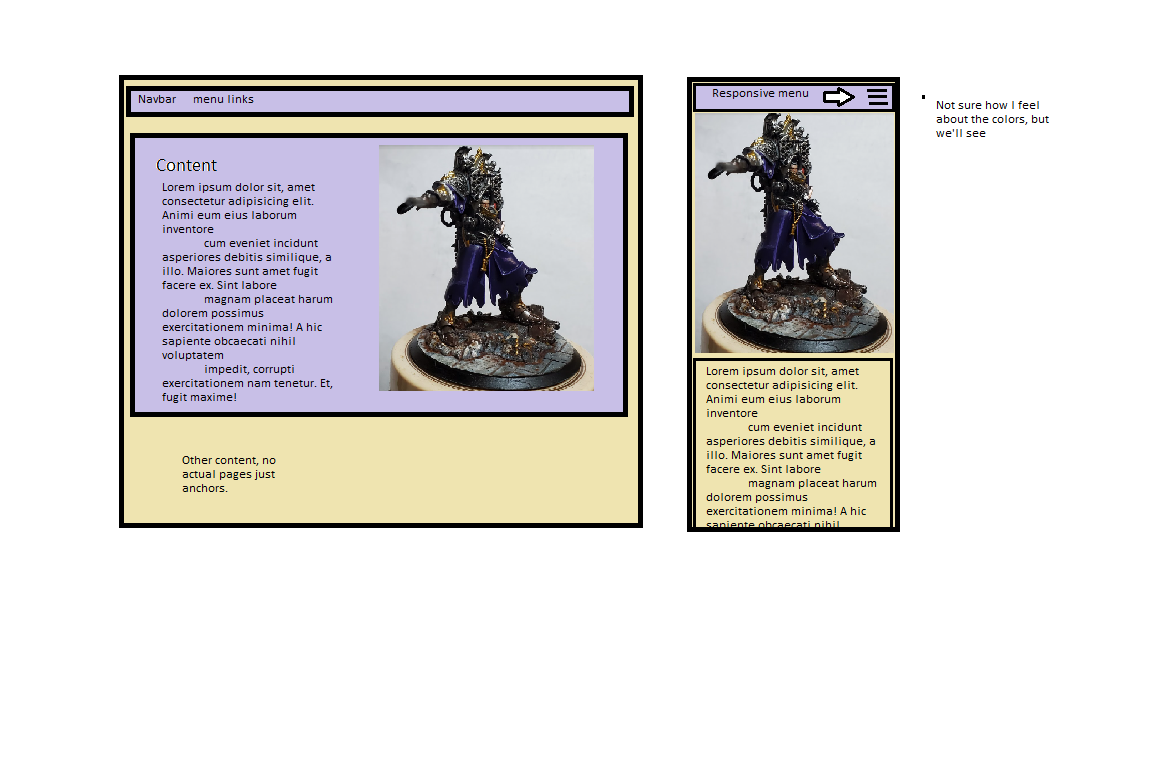 Navbar menu links
Content
Lorem ipsum dolor sit, amet
consectetur adipisicing elit.
Animi eum eius laborum
inventore
cum eveniet incidunt
asperiores debitis similique, a
illo. Maiores sunt amet fugit
facere ex. Sint labore
magnam placeat harum
dolorem possimus
exercitationem minima! A hic
sapiente obcaecati nihil
voluptatem
impedit, corrupti
exercitationem nam tenetur. Et,
fugit maxime!
Other content, no
actual pages just
anchors.
Responsive menu
Lorem ipsum dolor sit, amet
consectetur adipisicing elit.
Animi eum eius laborum
inventore
cum eveniet incidunt
asperiores debitis similique, a
illo. Maiores sunt amet fugit
facere ex. Sint labore
magnam placeat harum
dolorem possimus
exercitationem minima! A hic
sapiente obcaecati nihil
Not sure how I feel
about the colors, but
we'll see